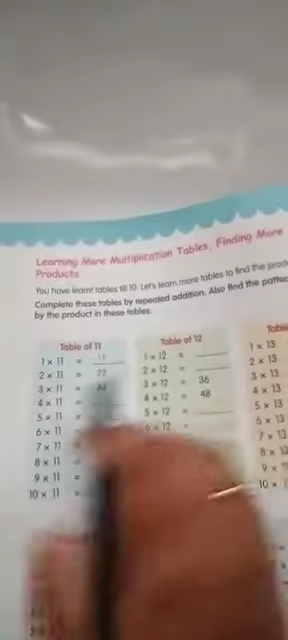 Learning More Multiplication Tables, Finding More
Products
You have learnt tables till 10. Let's learn more tables to find the
Complete these tables by repeated addition. Also find the
by the product in these tables.
Table of 11
1 × 11 = 11
2 × 11 = 22
3 × 11 =
4 × 11 =
5 × 11 =
6 × 11
7 × 11
8 × 11
9 × 11 =
10 × 11 =
Table of 12
1 × 12 =
2 × 12 =
3 × 12 = 36
4 × 12 = 48
5 × 12 =
6 × 12 =
Table
1 × 13
2 × 13
3 × 13
4 × 13
5 × 13
6 × 13
7 × 13
8 × 13
9 ×
10 ×